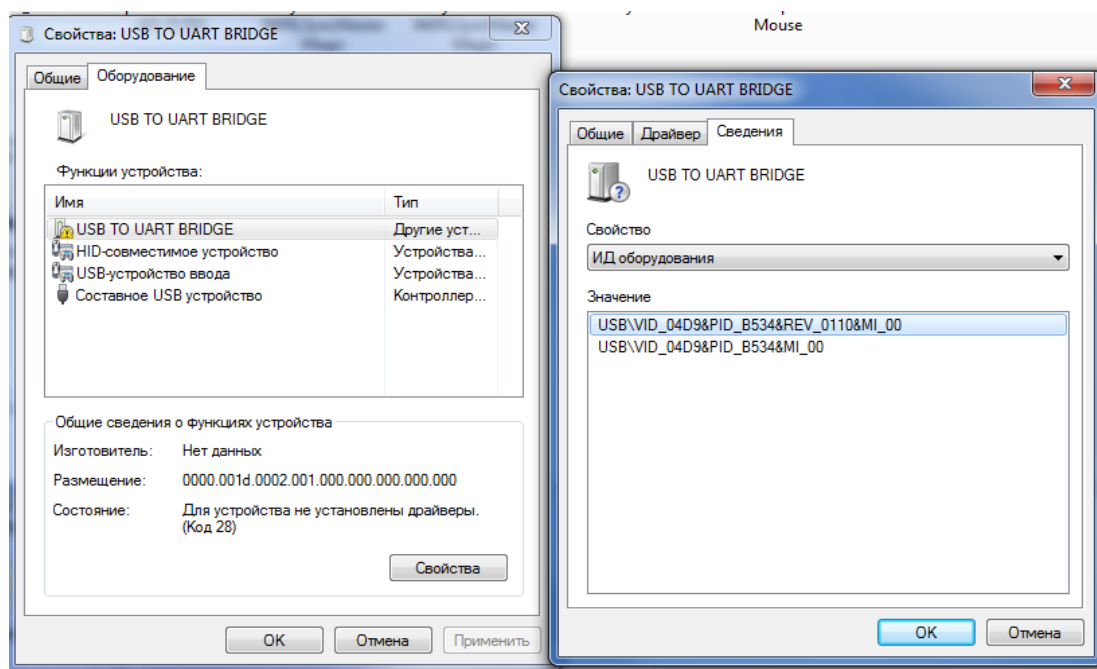 Mouse
Свойства: USB TO UART BRIDGE
Общие Оборудование
USB TO UART BRIDGE
Функции устройства:
Имя Тип
USB TO UART BRIDGE Другие уст...
HID-совместимое устройство Устройства...
USB-устройство ввода Устройства...
Составное USB устройство Контроллер...
Общие сведения о функциях устройства
Изготовитель: Нет данных
Размещение: 0000.001d.0002.001.000.000.000.000.000
Состояние: Для устройства не установлены драйверы.
(Код 28)
Свойства
OK Отмена Применить
Свойства: USB TO UART BRIDGE
Общие Драйвер Сведения
USB TO UART BRIDGE
Свойство
ИД оборудования
Значение
USB\VID_04D9&PID_B534&REV_0110&MI_00
USB\VID_04D9&PID_B534&MI_00
OK Отмена